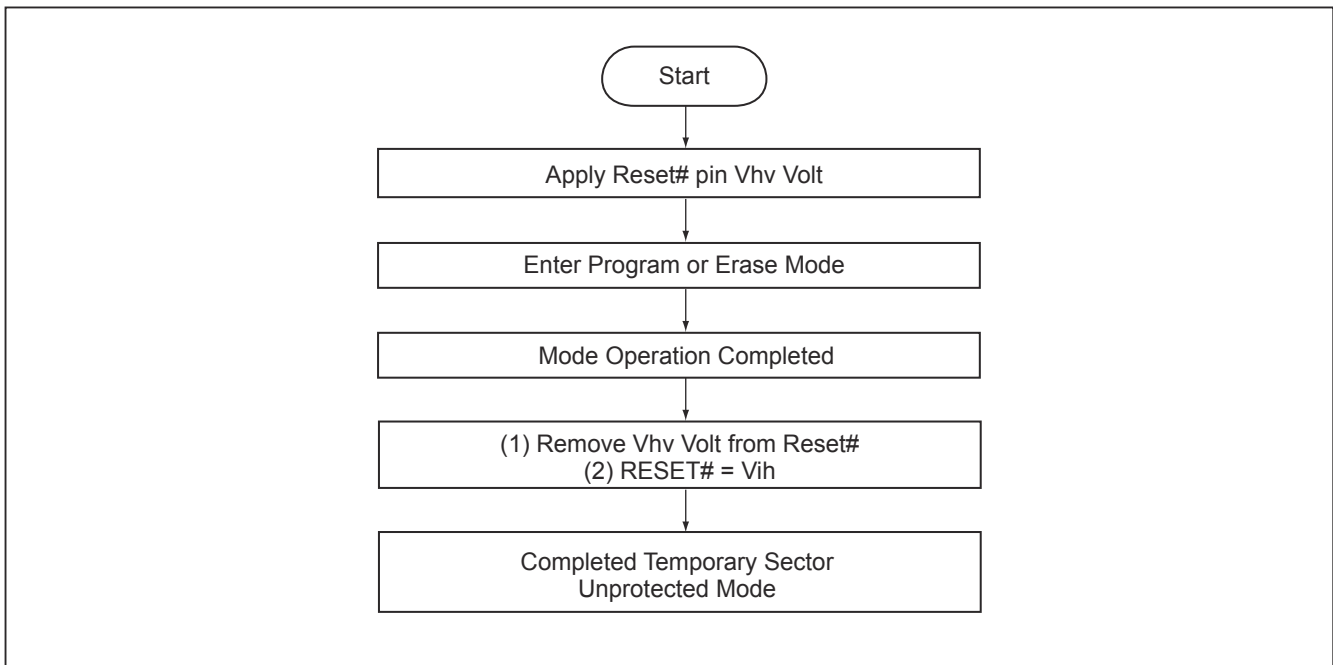 Start
Apply Reset# pin Vhv Volt
Enter Program or Erase Mode
Mode Operation Completed
(1) Remove Vhv Volt from Reset#
(2) RESET# = Vih
Completed Temporary Sector
Unprotected Mode